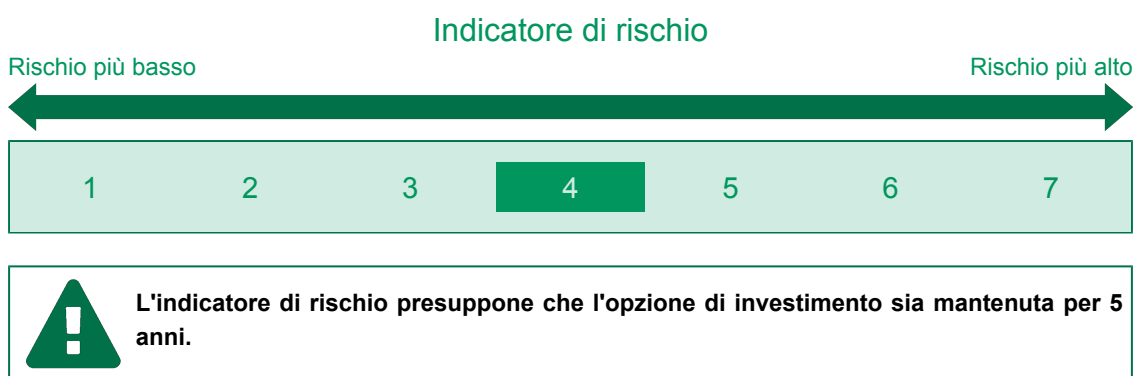 Indicatore di rischio
Rischio più basso Rischio più alto
1 2 3 4 5 6 7
L'indicatore di rischio presuppone che l'opzione di investimento sia mantenuta per 5
anni.